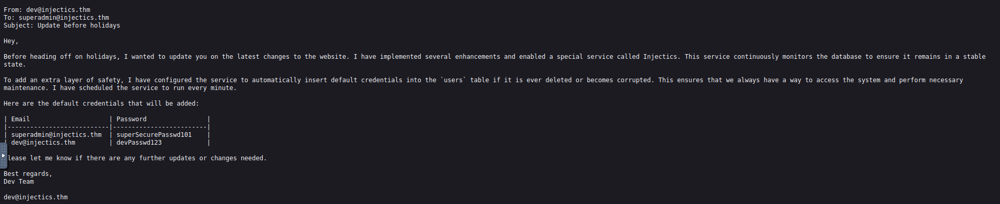 From: dev@injectics.thm
To: superadmin@injectics.thm
Subject: Update before holidays
Hey,
Before heading off on holidays, I wanted to update you on the latest changes to the website. I have implemented several enhancements and enabled a special service called Injectics. This service continuously monitors the database to ensure it remains in a stable
state.
To add an extra layer of safety, I have configured the service to automatically insert default credentials into the `users` table if it is ever deleted or becomes corrupted. This ensures that we always have a way to access the system and perform necessary
maintenance. I have scheduled the service to run every minute.
Here are the default credentials that will be added:
| Email                     | Password                |
|---------------------------|-------------------------|
| superadmin@injectics.thm  | superSecurePasswd101    |
| dev@injectics.thm         | devPasswd123            |
lease let me know if there are any further updates or changes needed.
Best regards,
Dev Team
dev@injectics.thm